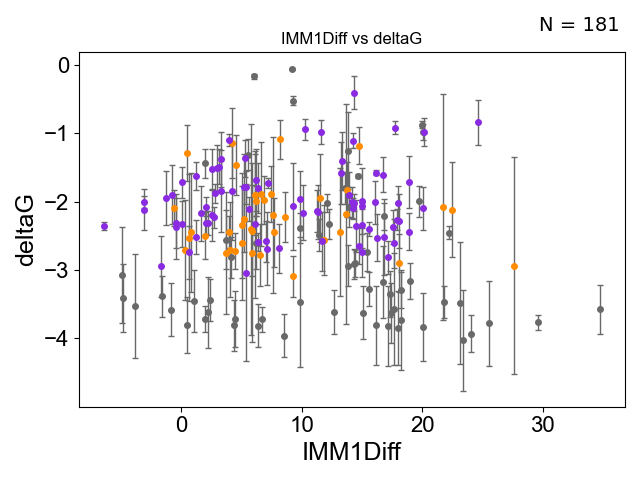 N = 181
IMM1Diff vs deltaG
deltaG
0
−1
−2
−3
−4
0
10
20
30
IMM1Diff